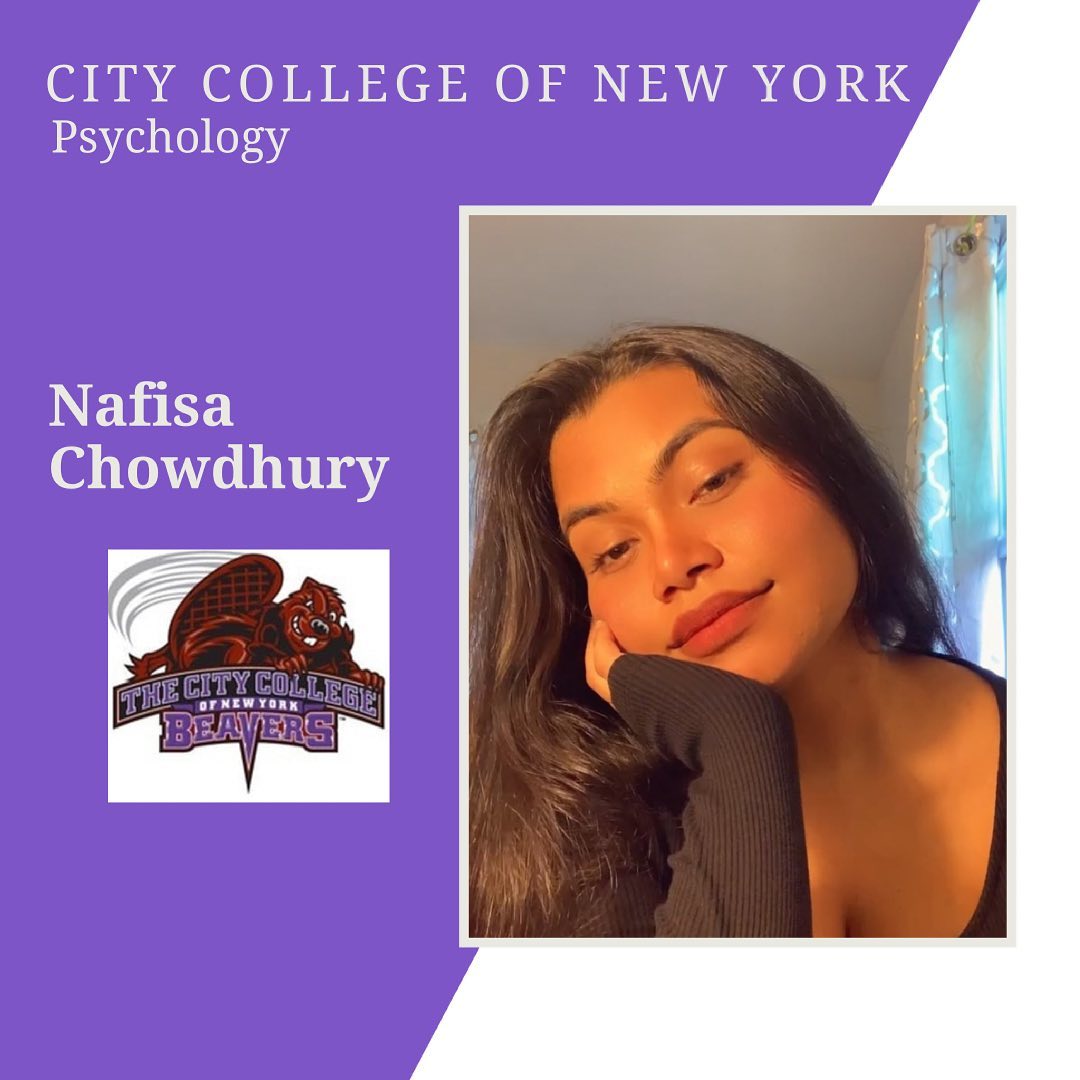 CITY COLLEGE OF NEW YORK
Psychology
Nafisa
Chowdhury
THE CITY COLLEGE
OF NEW YORK
BEAVERS